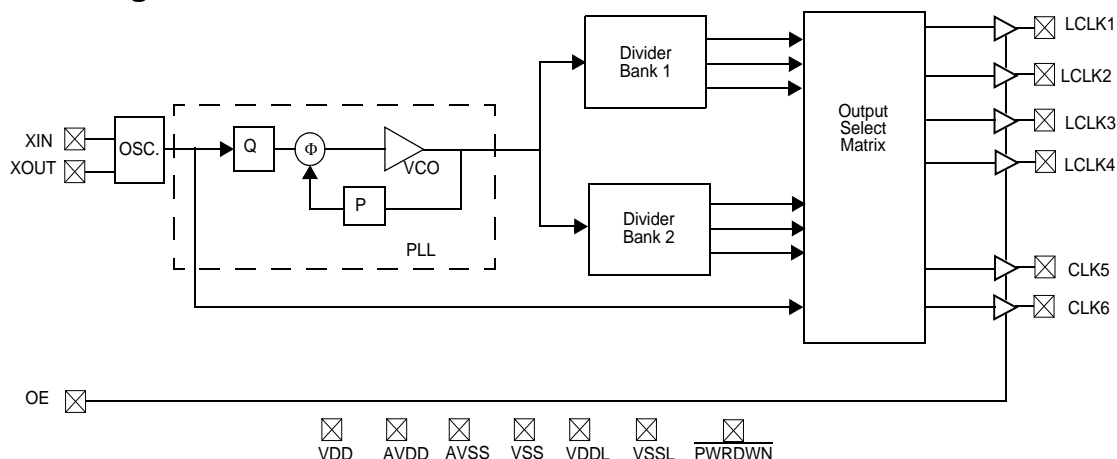 LCLK1
Divider
Bank 1
LCLK2
Output
Select
Matrix
LCLK3
XIN
OSC.
Q
Φ
VCO
XOUT
LCLK4
P
Divider
Bank 2
PLL
CLK5
CLK6
OE
VDD AVDD AVSS VSS VDDL VSSL PWRDWN